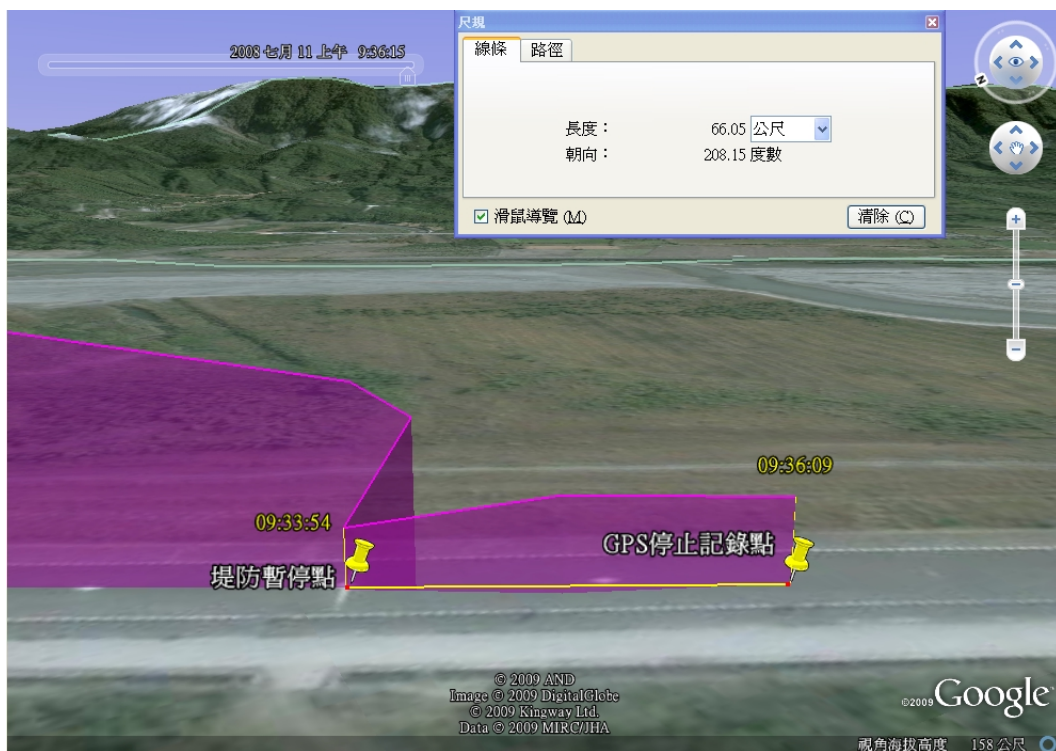 尺規
2008 七月 11 上午 9:36:15
線條 路徑
長度： 66.05 公尺
朝向： 208.15 度數
滑鼠導覽 (M)
清除 (C)
N
09:36:09
09:33:54
GPS停止記錄點
堤防暫停點
© 2009 AND
Image © 2009 DigitalGlobe
© 2009 Kingway Ltd.
Data © 2009 MIRC/JHA
©2009 Google™
視角海拔高度 158 公尺